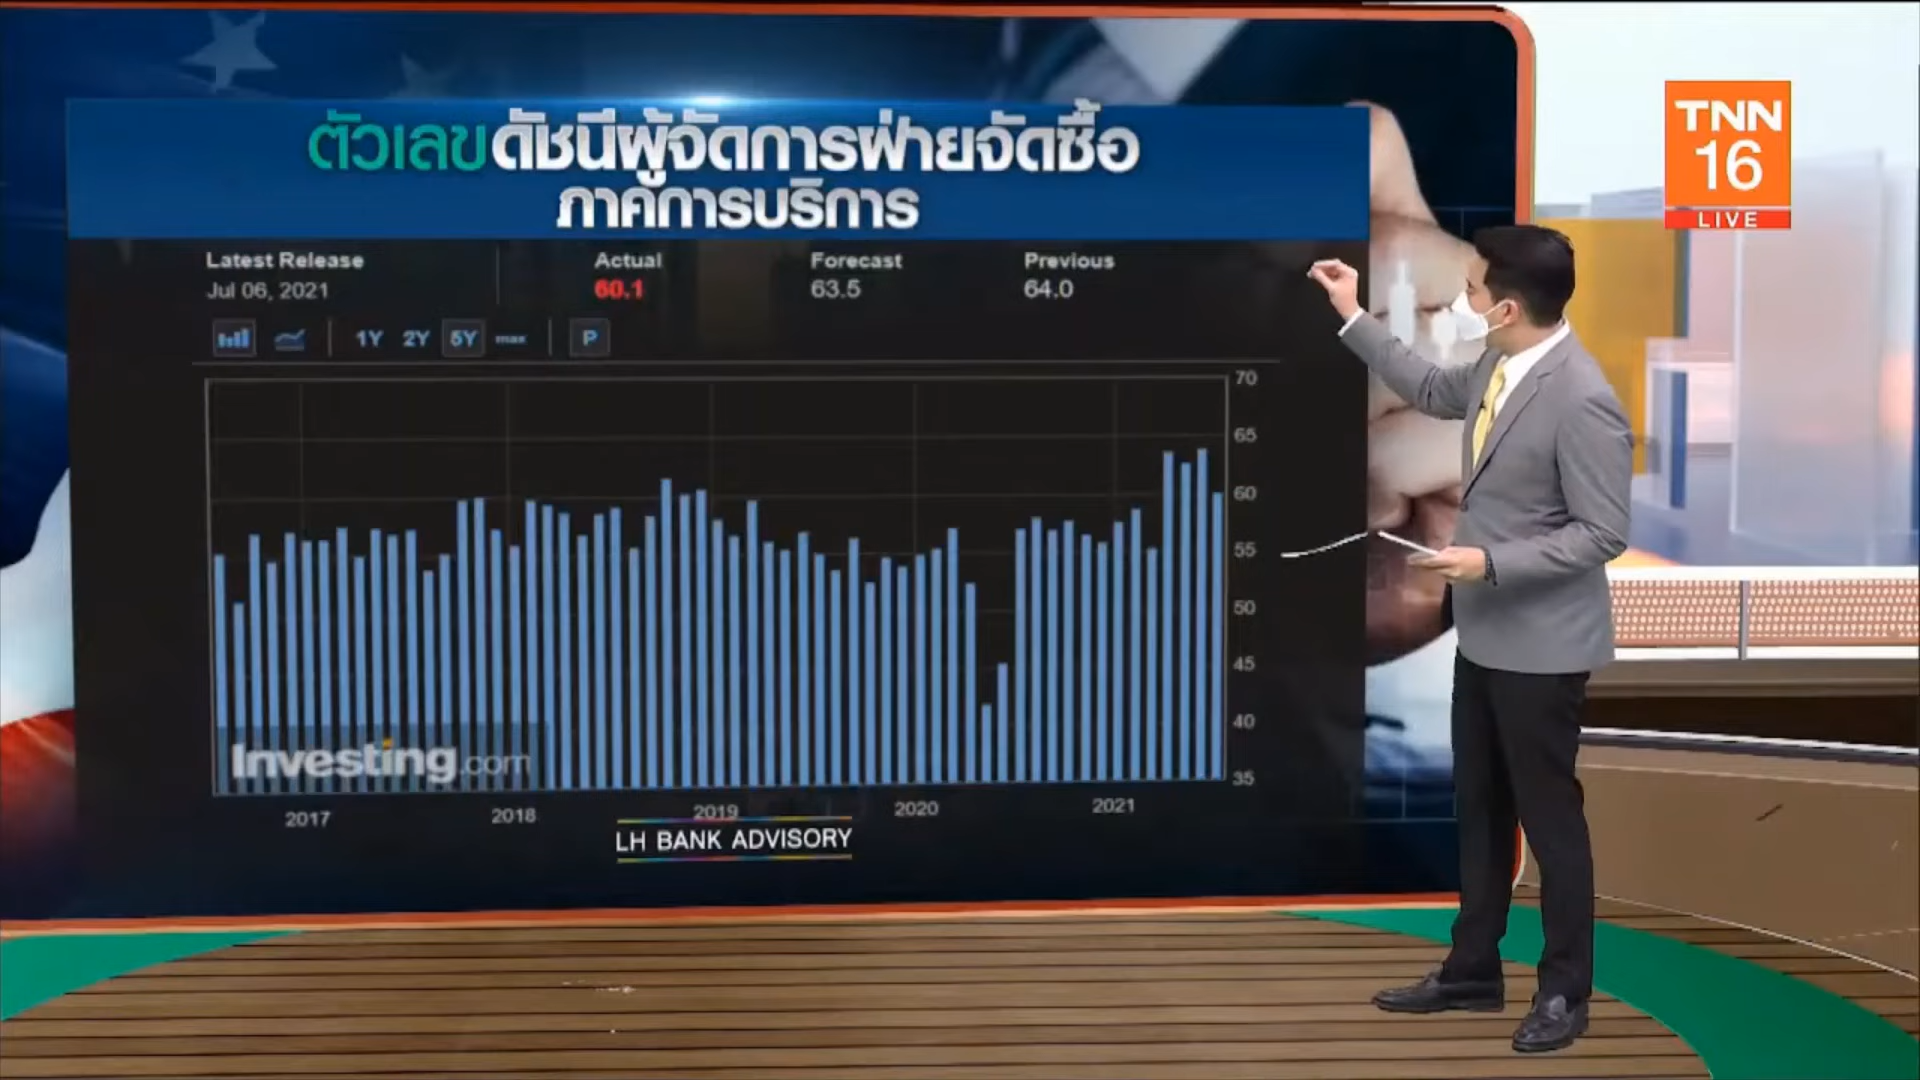 ตัวเลขดัชนีผู้จัดการฝ่ายจัดซื้อ
ภาคการบริการ
TNN
16
LIVE
Latest Release
Actual
Forecast
Previous
Jul 06, 2021
60.1
63.5
64.0
1Y 2Y 5Y max P
70
65
60
55
50
45
40
35
Investing.com
2017 2018 2019 2020 2021
LH BANK ADVISORY